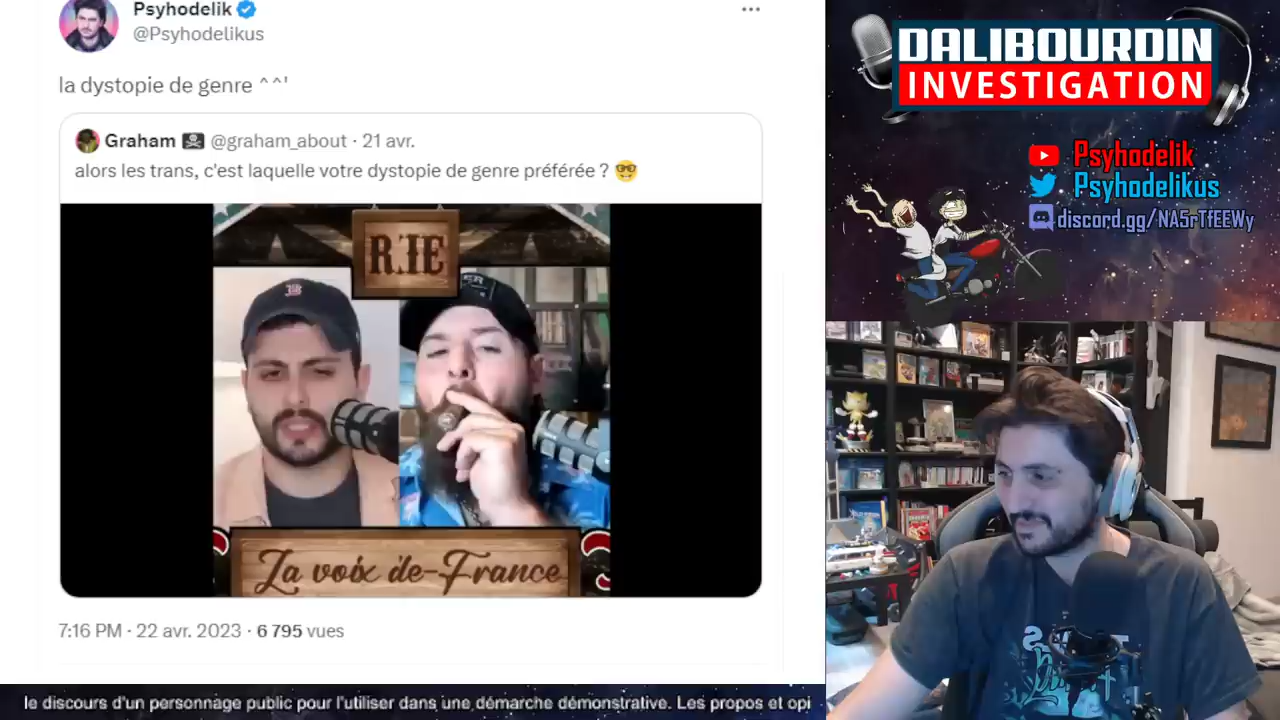 Psyhodelik
@Psyhodelikus
la dystopie de genre ^^'
Graham @graham_about · 21 avr.
alors les trans, c'est laquelle votre dystopie de genre préférée ? 🤓
R.IE
La voix de-France
7:16 PM · 22 avr. 2023 · 6 795 vues
le discours d'un personnage public pour l'utiliser dans une démarche démonstrative. Les propos et opi
DALIBOURDIN
INVESTIGATION
Psyhodelik
Psyhodelikus
discord.gg/NA5rTfEEWy